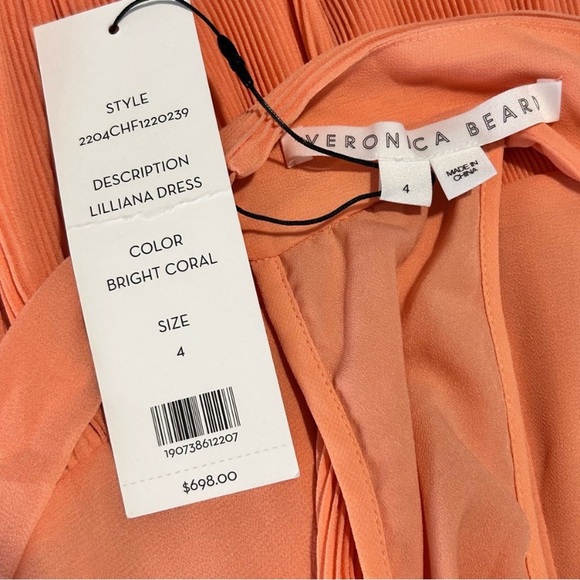 STYLE
2204CHF1220239
DESCRIPTION
LILLIANA DRESS
COLOR
BRIGHT CORAL
SIZE
4
190738612207
$698.00
VERONICA BEARD
4
MADE IN
CHINA